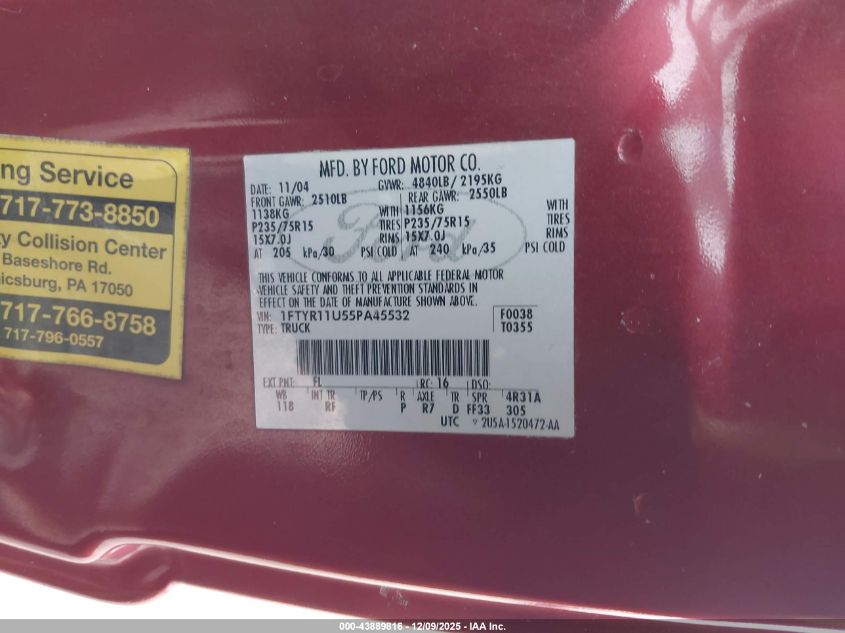 ng Service
717-773-8850
ty Collision Center
Baseshore Rd.
nicsburg, PA 17050
717-766-8758
717-796-0557
MFD. BY FORD MOTOR CO.
DATE: 11/04 GVWR: 4840LB/ 2195KG
FRONT GAWR: 2510LB REAR GAWR: 2550LB
1138KG WITH 1156KG WITH
P235/75R15 TIRES P235/75R15 TIRES
15X7.0J RIMS 15X7.0J RIMS
AT 205 kPa/30 PSI COLD AT 240 kPa/35 PSI COLD
Ford
THIS VEHICLE CONFORMS TO ALL APPLICABLE FEDERAL MOTOR
VEHICLE SAFETY AND THEFT PREVENTION STANDARDS IN
EFFECT ON THE DATE OF MANUFACTURE SHOWN ABOVE.
VIN: 1FTYR11U55PA45532 F0038
TYPE: TRUCK T0355
EXT PNT: FL RC: 16 DSO:
WB INT TR TP/PS R AXLE TR SPR 4R31A
118 RF P R7 D FF33 305
UTC 2U5A-1520472-AA
000-43889816 - 12/09/2025 - IAA Inc.